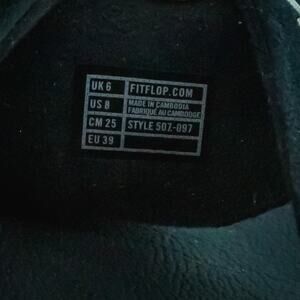 UK 6
FITFLOP.COM
US 8
MADE IN CAMBODIA
FABRIQUÉ AU CAMBODGE
CM 25
STYLE 507-097
EU 39